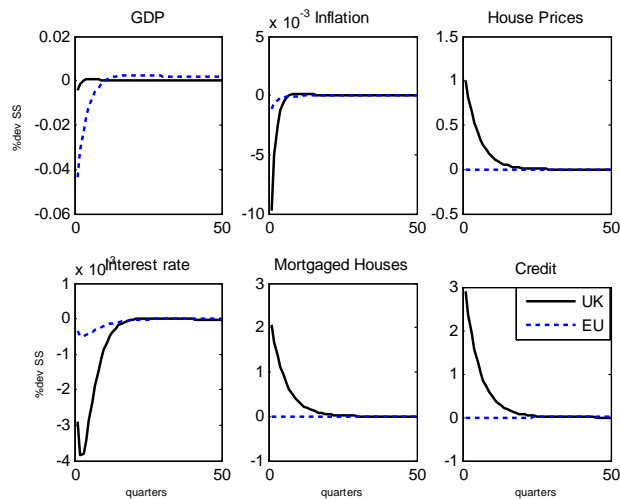 GDP
Inflation
House Prices
%dev SS
0.02
0
-0.02
-0.04
-0.06
0
50
x 10-3
5
0
-5
-10
0
50
1.5
1
0.5
0
-0.5
0
50
Interest rate
Mortgaged Houses
Credit
%dev SS
x 10-3
1
0
-1
-2
-3
-4
0
50
quarters
3
2
1
0
-1
0
50
quarters
3
2
1
0
-1
0
50
quarters
UK
EU